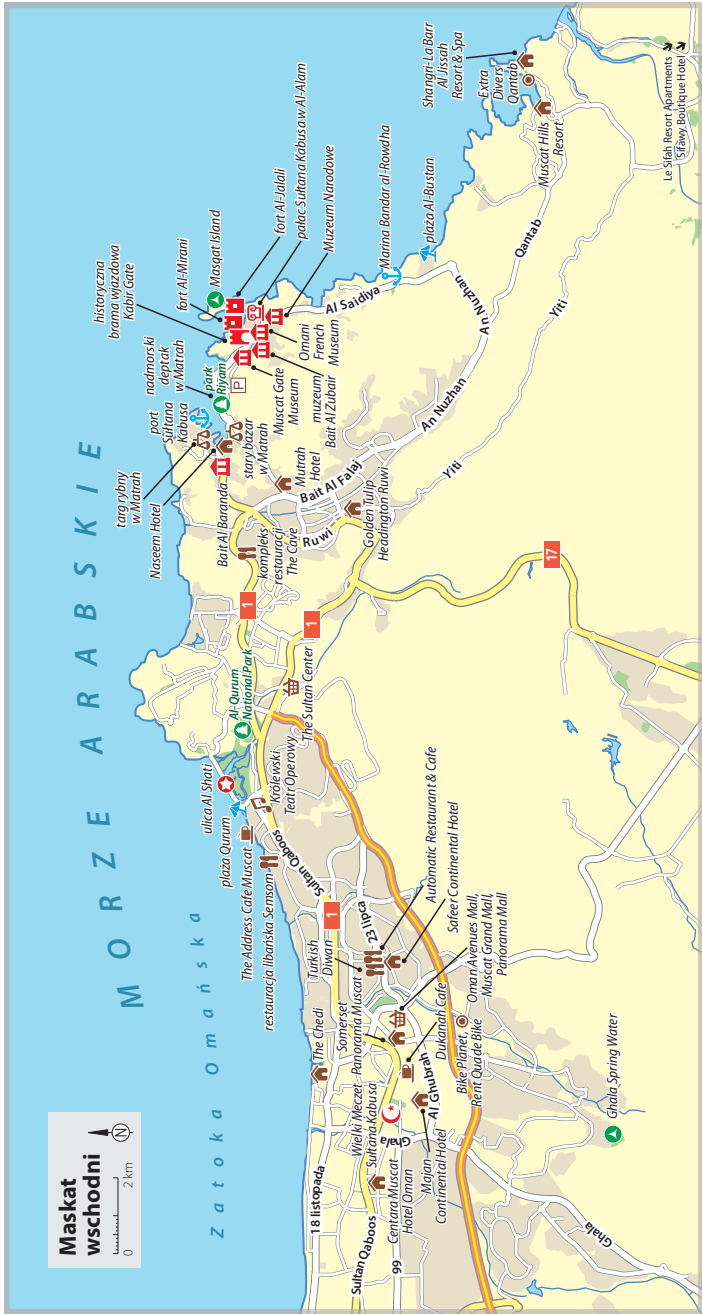 Maskat
wschodni
0
2 km
N
MORZE ARABSKIE
Zatoka Omańska
18 listopada
Sultan Qaboos
99
Centara Muscat
Hotel Oman
Wielki Meczet
Sultana Kabusa
Ghala
Majan
Continental Hotel
Al Ghubrah
The Chedi
Somerset
Panorama Muscat
Dukanah Cafe
Bike Planet,
Rent Quade Bike
Ghala Spring Water
Ghala
Oman Avenues Mall,
Muscat Grand Mall,
Panorama Mall
Turkish
Diwan
23 lipca
1
Automatic Restaurant & Cafe
Safeer Continental Hotel
Sultan Qaboos
restauracja libańska Semsom
The Address Cafe Muscat
plaża Qurum
ulica Al Shati
Królewski
Teatr Operowy
Al-Qurum
National Park
The Sultan Center
1
1
17
kompleks
restauracji
The Cave
Ruwi
Bait Al Baranda
Naseem Hotel
targ rybny
w Matrah
port
Sułtana
Kabusa
nadmorski
deptak
w Matrah
park
Riyam
P
stary bazar
w Matrah
Mutrah
Hotel
Bait Al Falaj
Golden Tulip
Headington Ruwi
Yiti
An Nuzhan
An Nuzhan
historyczna
brama wjazdowa
Kabir Gate
fort Al-Mirani
Masgat Island
fort Al-Jalali
pałac Sułtana Kabusa w Al-Alam
Muzeum Narodowe
Muscat Gate
Museum
muzeum
Bait Al Zubair
Omani
French
Museum
Al Saidiya
Marina Bandar al-Rowdha
plaża Al-Bustan
Qantab
Yiti
Shangri-La Barr
Al Jissah
Resort & Spa
Extra
Divers
Qantab
Muscat Hills
Resort
Le Sifah Resort Apartments
Sifawy Boutique Hotel